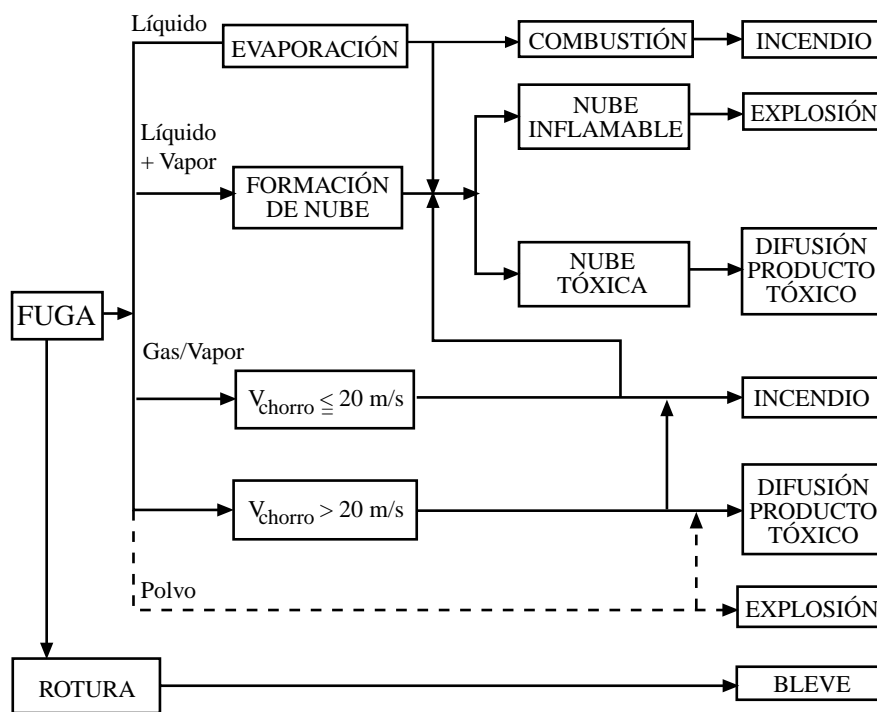 Líquido
EVAPORACIÓN
COMBUSTIÓN
INCENDIO
NUBE
INFLAMABLE
EXPLOSIÓN
Líquido
+ Vapor
FORMACIÓN
DE NUBE
NUBE
TÓXICA
DIFUSIÓN
PRODUCTO
TÓXICO
FUGA
Gas/Vapor
Vchorro ≦ 20 m/s
INCENDIO
Vchorro > 20 m/s
DIFUSIÓN
PRODUCTO
TÓXICO
Polvo
EXPLOSIÓN
ROTURA
BLEVE